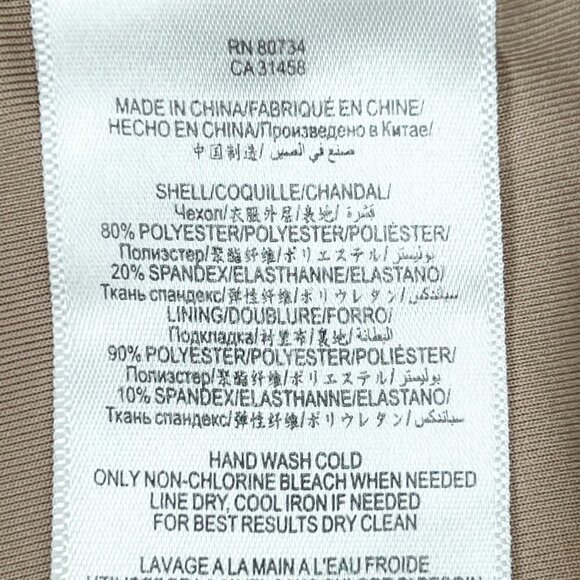 RN 80734
CA 31458
MADE IN CHINA/FABRIQUÉ EN CHINE/
HECHO EN CHINA/Произведено в Китае/
中国制造/ صنع في الصين/
SHELL/COQUILLE/CHANDAL/
Чехол/衣服外层/表地/ قشرة/
80% POLYESTER/POLYESTER/POLIÉSTER/
Полиэстер/聚酯纤维/ポリエステル/ بوليستر/
20% SPANDEX/ELASTHANNE/ELASTANO/
Ткань спандекс/弹性纤维/ポリウレタン/ سباندكس/
LINING/DOUBLURE/FORRO/
Подкладка/衬里布/裏地/ البطانة/
90% POLYESTER/POLYESTER/POLIÉSTER/
Полиэстер/聚酯纤维/ポリエステル/ بوليستر/
10% SPANDEX/ELASTHANNE/ELASTANO/
Ткань спандекс/弹性纤维/ポリウレタン/ سباندكس/
HAND WASH COLD
ONLY NON-CHLORINE BLEACH WHEN NEEDED
LINE DRY, COOL IRON IF NEEDED
FOR BEST RESULTS DRY CLEAN
LAVAGE A LA MAIN A L'EAU FROIDE